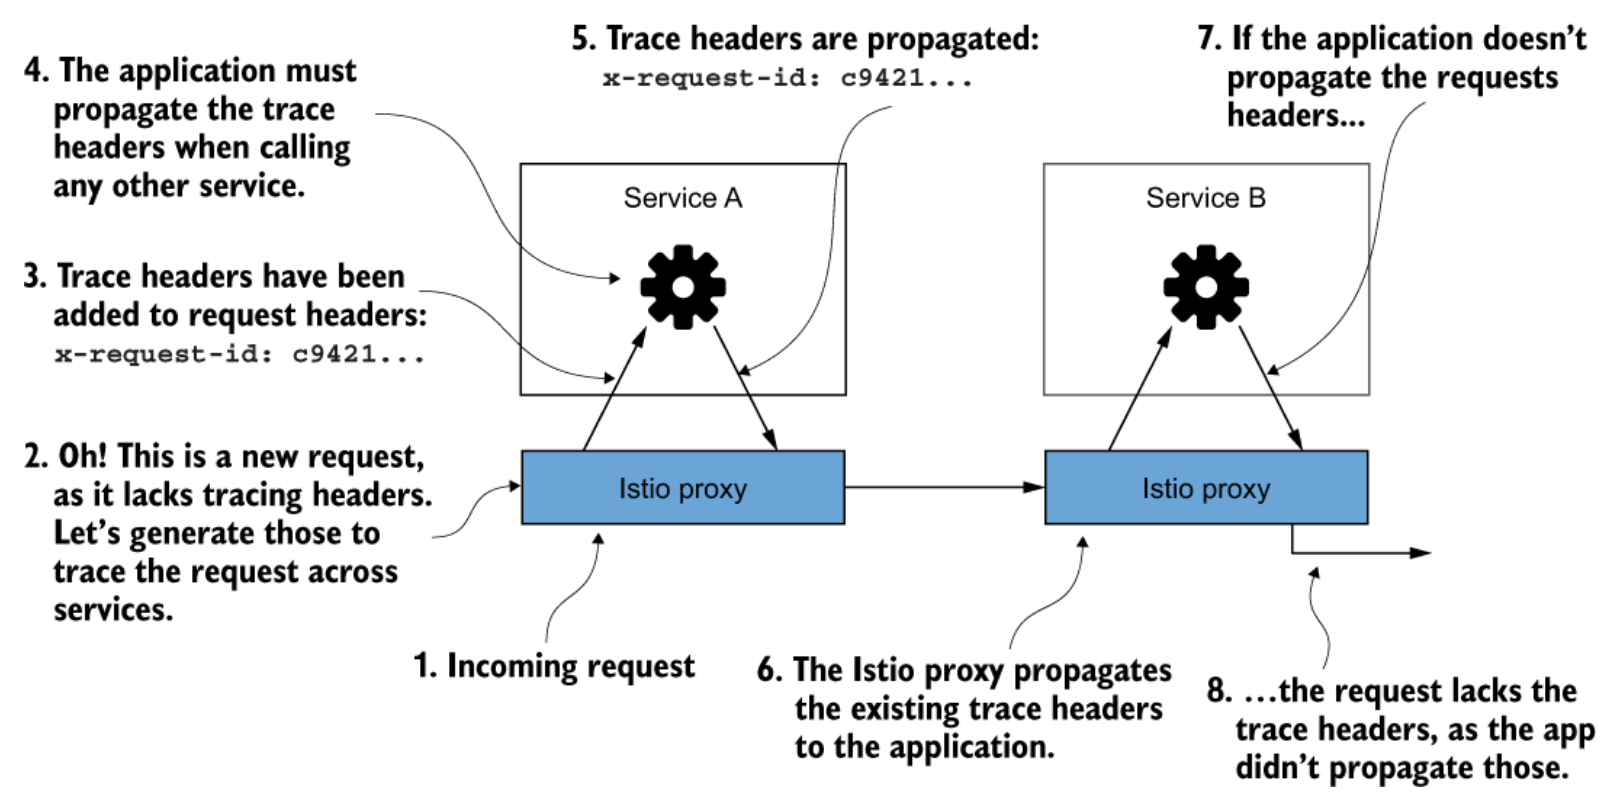 5. Trace headers are propagated:
x-request-id: c9421...
7. If the application doesn't
propagate the requests
headers...
4. The application must
propagate the trace
headers when calling
any other service.
Service A
Service B
3. Trace headers have been
added to request headers:
x-request-id: c9421...
2. Oh! This is a new request,
as it lacks tracing headers.
Let's generate those to
trace the request across
services.
Istio proxy
Istio proxy
1. Incoming request
6. The Istio proxy propagates
the existing trace headers
to the application.
8. ...the request lacks the
trace headers, as the app
didn't propagate those.